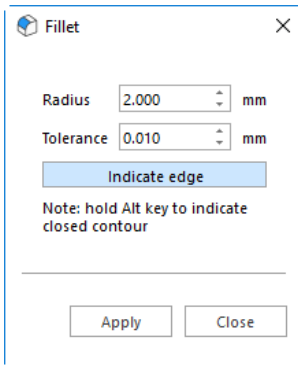 Fillet
Radius 2.000 mm
Tolerance 0.010 mm
Indicate edge
Note: hold Alt key to indicate
closed contour
Apply Close